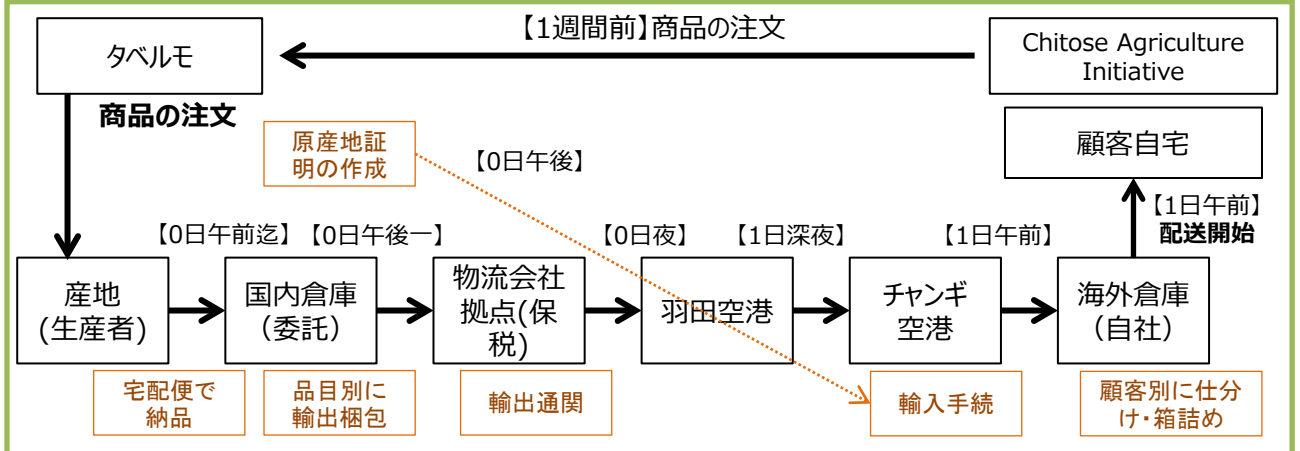 【1週間前】商品の注文
タベルモ
Chitose Agriculture
Initiative
商品の注文
原産地証
明の作成
【0日午後】
顧客自宅
【1日午前】
配送開始
【0日午前迄】
【0日午後一】
【0日夜】
【1日深夜】
【1日午前】
産地
(生産者)
国内倉庫
（委託）
物流会社
拠点(保
税)
羽田空港
チャンギ
空港
海外倉庫
（自社）
宅配便で
納品
品目別に
輸出梱包
輸出通関
輸入手続
顧客別に仕分
け・箱詰め